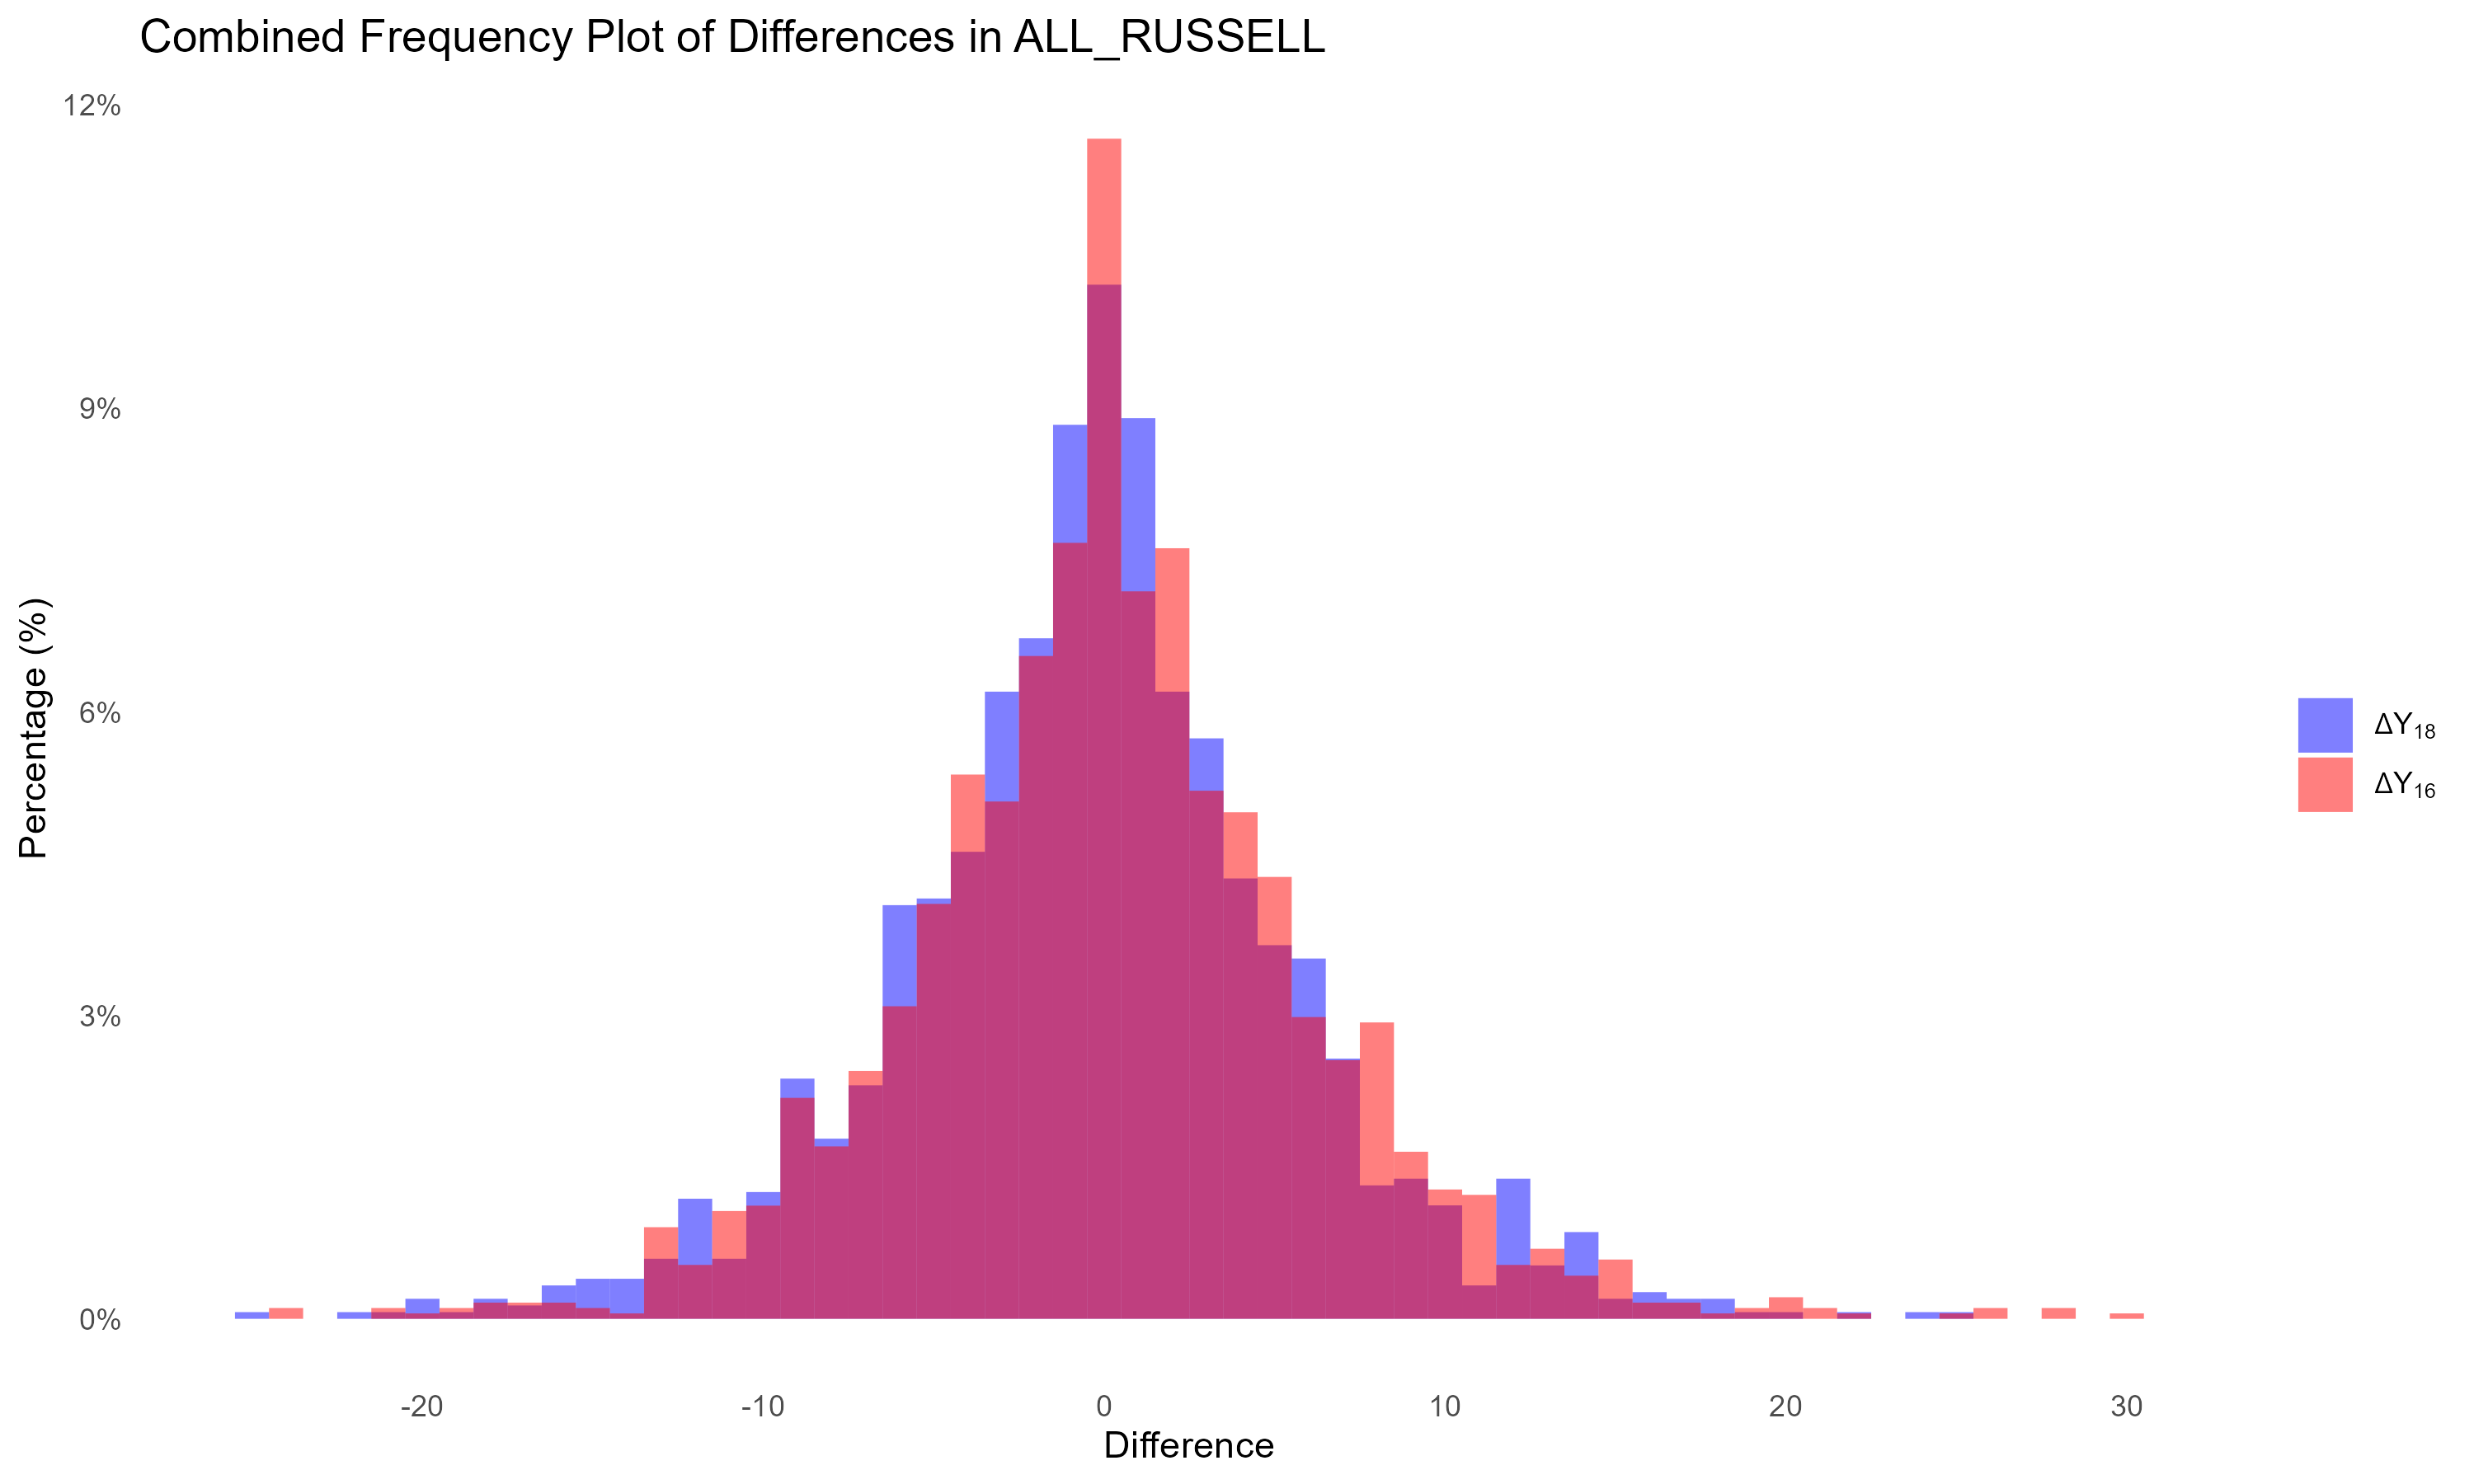 Combined Frequency Plot of Differences in ALL_RUSSELL
12%
9%
6%
3%
0%
Percentage (%)
-20 -10 0 10 20 30
Difference
ΔY₁₈
ΔY₁₆